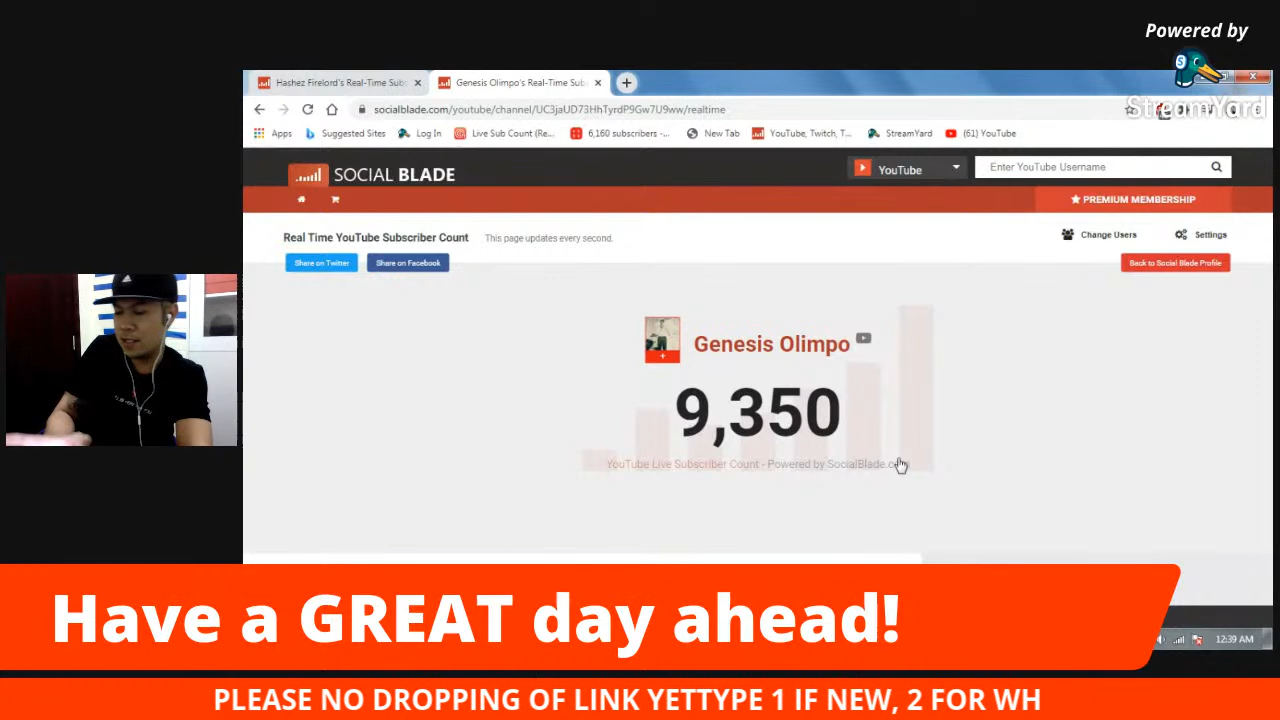 Powered by
StreamYard
Hashez Firelord's Real-Time Subs
Genesis Olimpo's Real-Time Sub
socialblade.com/youtube/channel/UC3jaUD73HhTyrdP9Gw7U9ww/realtime
Apps
Suggested Sites
Log In
Live Sub Count (Re...
6,160 subscribers -...
New Tab
YouTube, Twitch, T...
StreamYard
(61) YouTube
SOCIAL BLADE
YouTube
Enter YouTube Username
PREMIUM MEMBERSHIP
Real Time YouTube Subscriber Count
This page updates every second.
Change Users
Settings
Share on Twitter
Share on Facebook
Back to Social Blade Profile
Genesis Olimpo
9,350
YouTube Live Subscriber Count - Powered by SocialBlade.c
Have a GREAT day ahead!
12:39 AM
PLEASE NO DROPPING OF LINK YETTYPE 1 IF NEW, 2 FOR WH